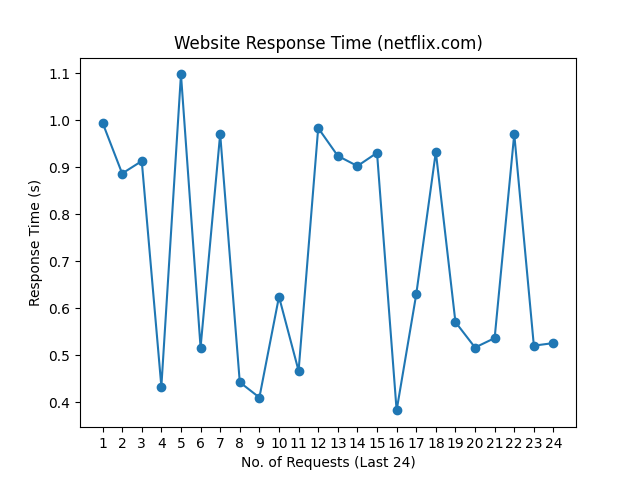 Website Response Time (netflix.com)
Response Time (s)
1.1
1.0
0.9
0.8
0.7
0.6
0.5
0.4
1 2 3 4 5 6 7 8 9 10 11 12 13 14 15 16 17 18 19 20 21 22 23 24
No. of Requests (Last 24)